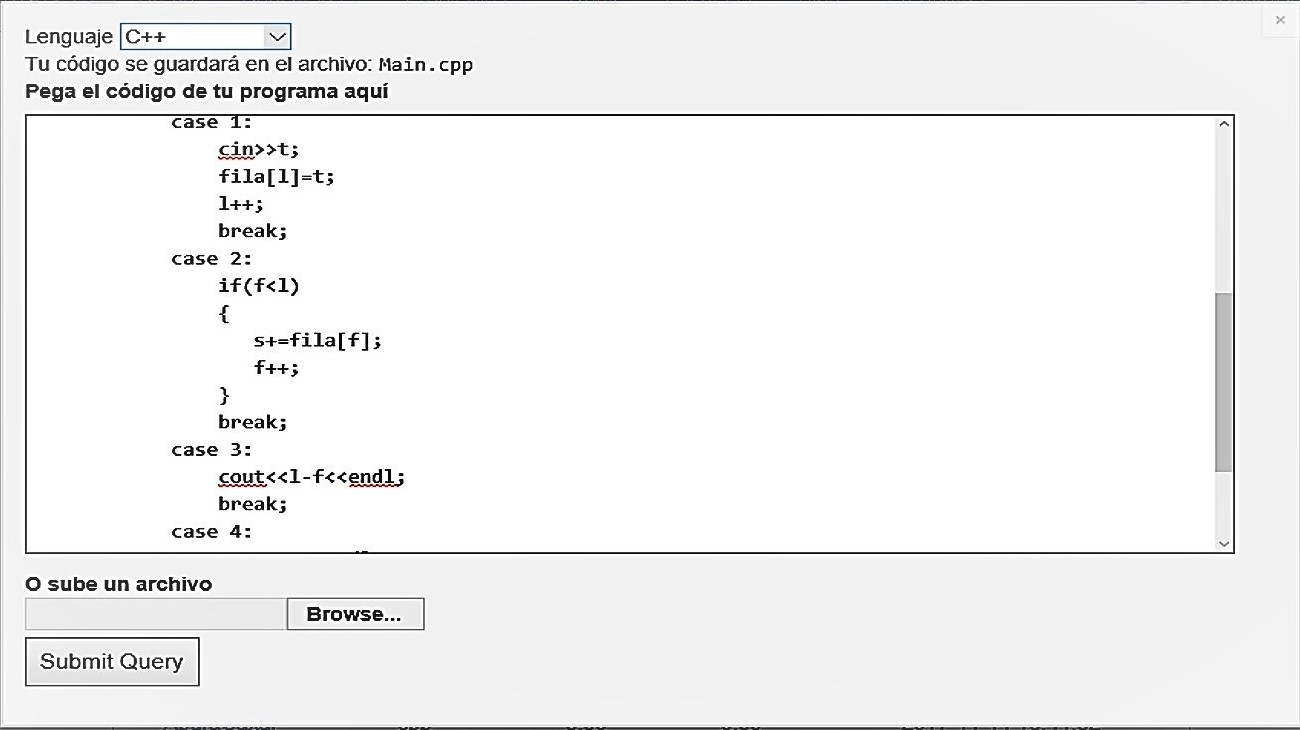 ×
Lenguaje C++
Tu código se guardará en el archivo: Main.cpp
Pega el código de tu programa aquí
case 1:
cin>>t;
fila[l]=t;
l++;
break;
case 2:
if(f<l)
{
s+=fila[f];
f++;
}
break;
case 3:
cout<<l-f<<endl;
break;
case 4:
O sube un archivo
Browse...
Submit Query